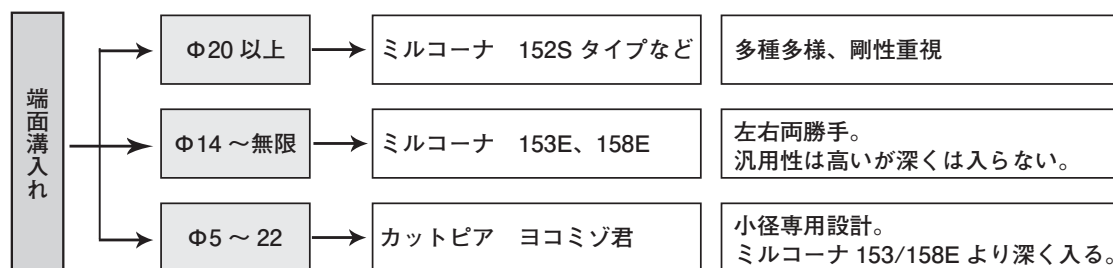 端面溝入れ
Φ20 以上
ミルコーナ 152S タイプなど
多種多様、剛性重視
Φ14 ～無限
ミルコーナ 153E、158E
左右両勝手。
汎用性は高いが深くは入らない。
Φ5 ～ 22
カットピア ヨコミゾ君
小径専用設計。
ミルコーナ 153/158E より深く入る。